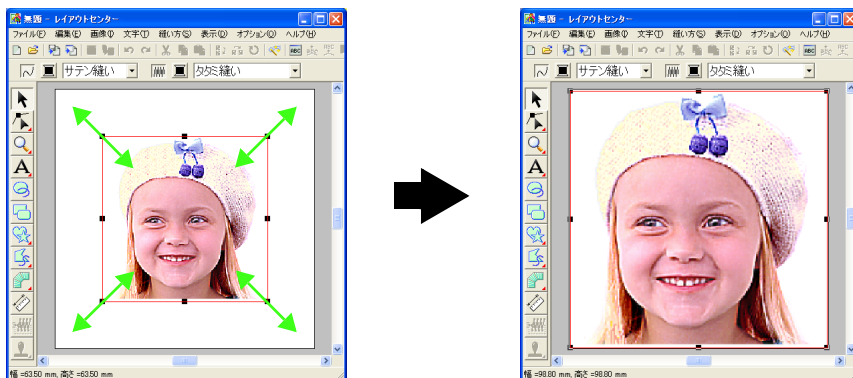 無題 - レイアウトセンター
ファイル(F) 編集(E) 画像(I) 文字(T) 縫い方(S) 表示(D) オプション(O) ヘルプ(H)
ABC
サテン縫い タタミ縫い
A
幅 =63.50 mm, 高さ =63.50 mm
無題 - レイアウトセンター
ファイル(F) 編集(E) 画像(I) 文字(T) 縫い方(S) 表示(D) オプション(O) ヘルプ(H)
ABC
サテン縫い タタミ縫い
A
幅 =98.80 mm, 高さ =98.80 mm